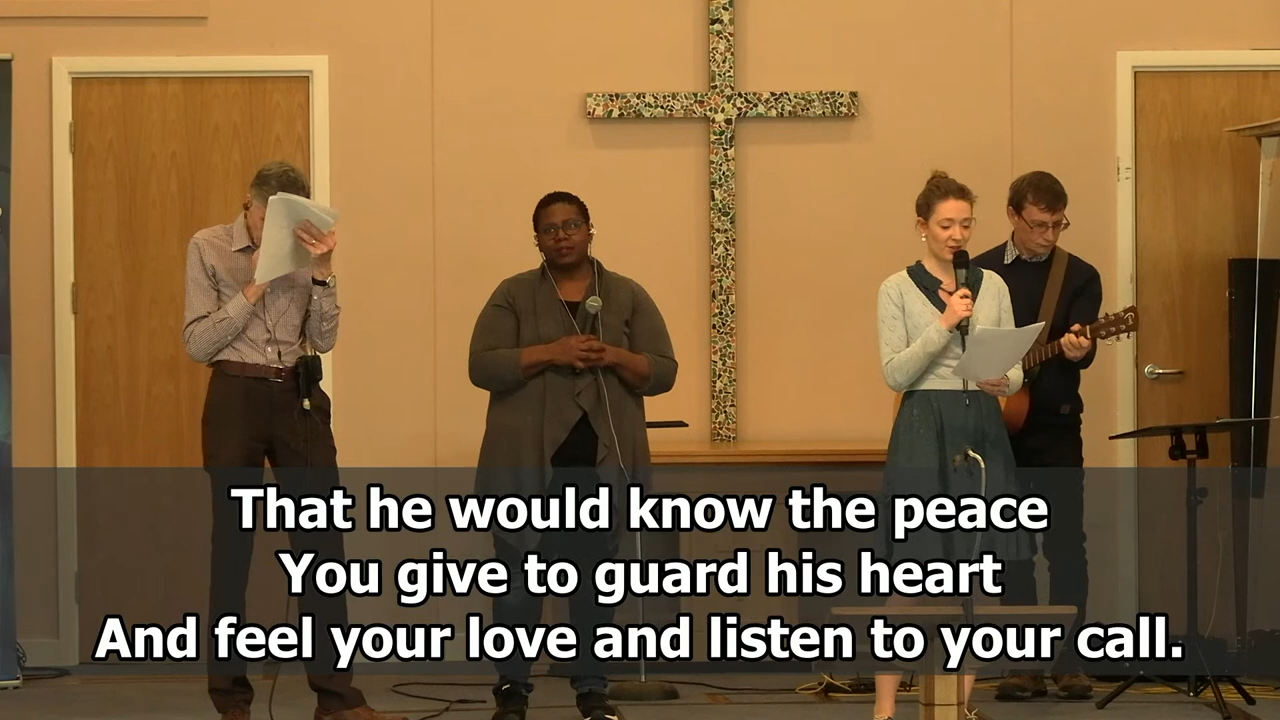 That he would know the peace
You give to guard his heart
And feel your love and listen to your call.